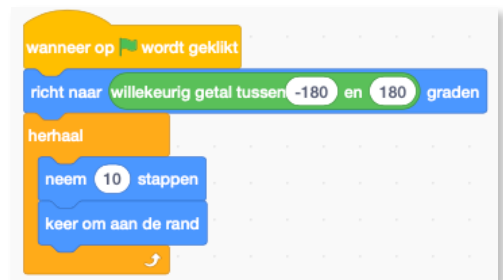 wanneer op wordt geklikt
richt naar willekeurig getal tussen -180 en 180 graden
herhaal
neem 10 stappen
keer om aan de rand